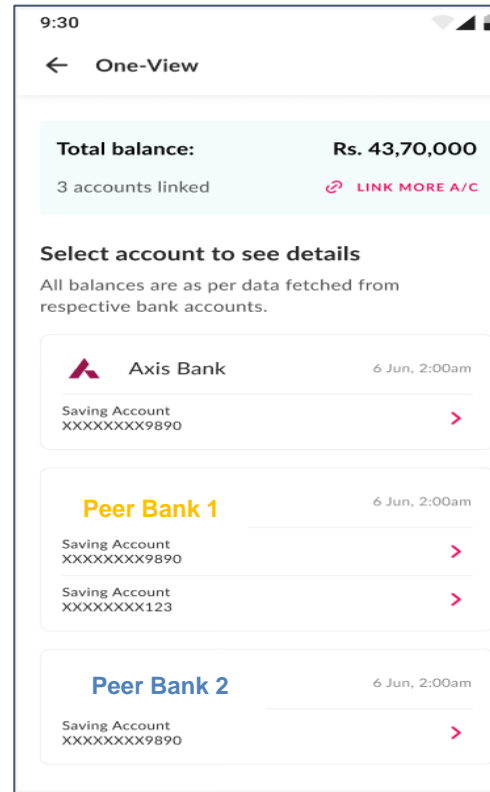 9:30
One-View
Total balance: Rs. 43,70,000
3 accounts linked LINK MORE A/C
Select account to see details
All balances are as per data fetched from
respective bank accounts.
Axis Bank 6 Jun, 2:00am
Saving Account
XXXXXXXX9890
Peer Bank 1 6 Jun, 2:00am
Saving Account
XXXXXXXX9890
Saving Account
XXXXXXXX123
Peer Bank 2 6 Jun, 2:00am
Saving Account
XXXXXXXX9890